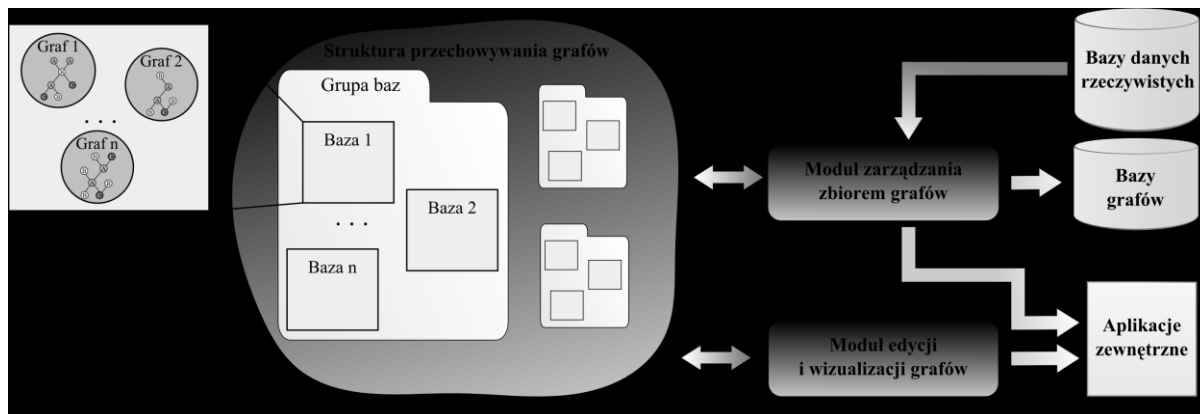 Graf 1
Graf 2
. . .
Graf n
Struktura przechowywania grafów
Grupa baz
Baza 1
. . .
Baza 2
Baza n
Bazy danych
rzeczywistych
Moduł zarządzania
zbiorem grafów
Bazy
grafów
Moduł edycji
i wizualizacji grafów
Aplikacje
zewnętrzne